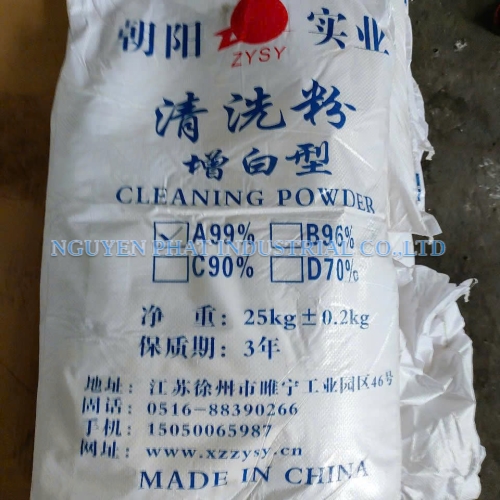 朝阳 ZYSY 实业
清洗粉
增白型
CLEANING POWDER
A99% B96%
NGUYEN PHAT INDUSTRIAL CO.,LTD
C90% D70%
净 重: 25kg±0.2kg
保质期: 3年
地址: 江苏徐州市睢宁工业园区46号
固话: 0516-88390266
手机: 15050065987
网址: www.xzzysy.cn
MADE IN CHINA